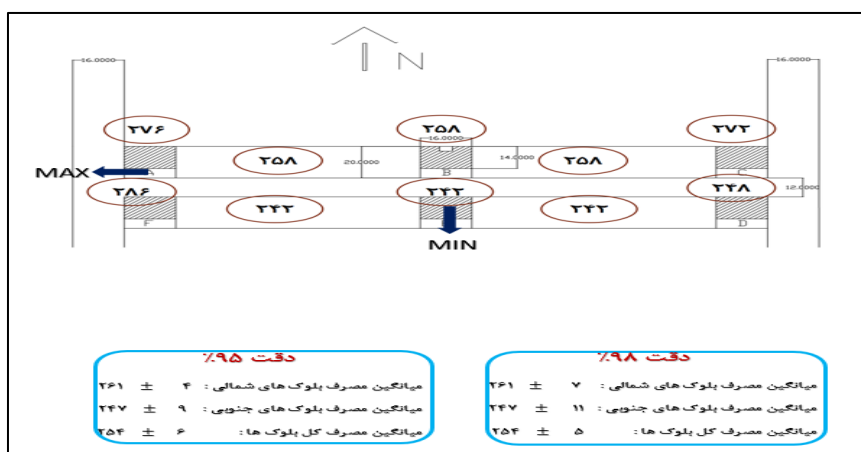 N
16.0000 16.0000
۲۷۶ ۲۵۸ ۲۷۲
16.0000
۲۵۸ 20.0000 14.0000 ۲۵۸
MAX A B C
۲۸۶ ۲۴۲ ۲۴۸ 12.0000
۲۴۲ ۲۴۲
F D
MIN
دقت ۹۵٪
میانگین مصرف بلوک های شمالی : ۴ ± ۲۶۱
میانگین مصرف بلوک های جنوبی : ۹ ± ۲۴۷
میانگین مصرف کل بلوک ها : ۶ ± ۲۵۴
دقت ۹۸٪
میانگین مصرف بلوک های شمالی : ۷ ± ۲۶۱
میانگین مصرف بلوک های جنوبی : ۱۱ ± ۲۴۷
میانگین مصرف کل بلوک ها : ۵ ± ۲۵۴